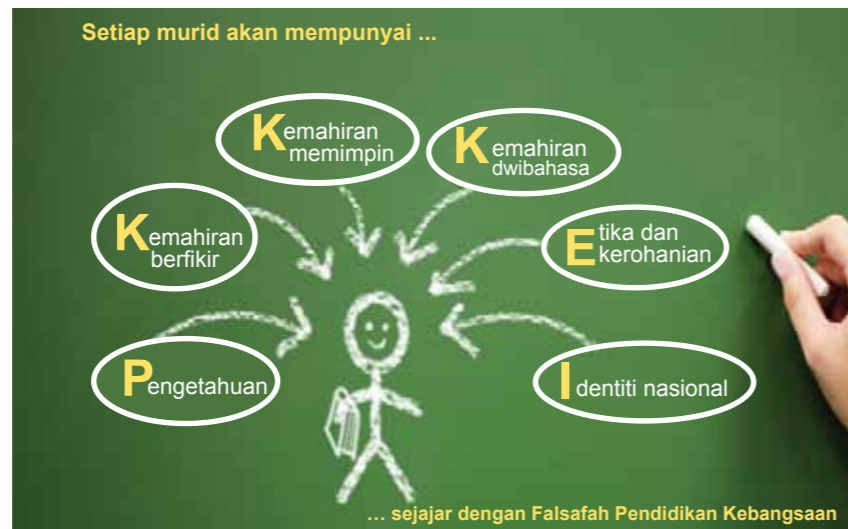 Setiap murid akan mempunyai ...
Kemahiran
memimpin
Kemahiran
dwibahasa
Kemahiran
berfikir
Etika dan
kerohanian
Pengetahuan
Identiti nasional
... sejajar dengan Falsafah Pendidikan Kebangsaan